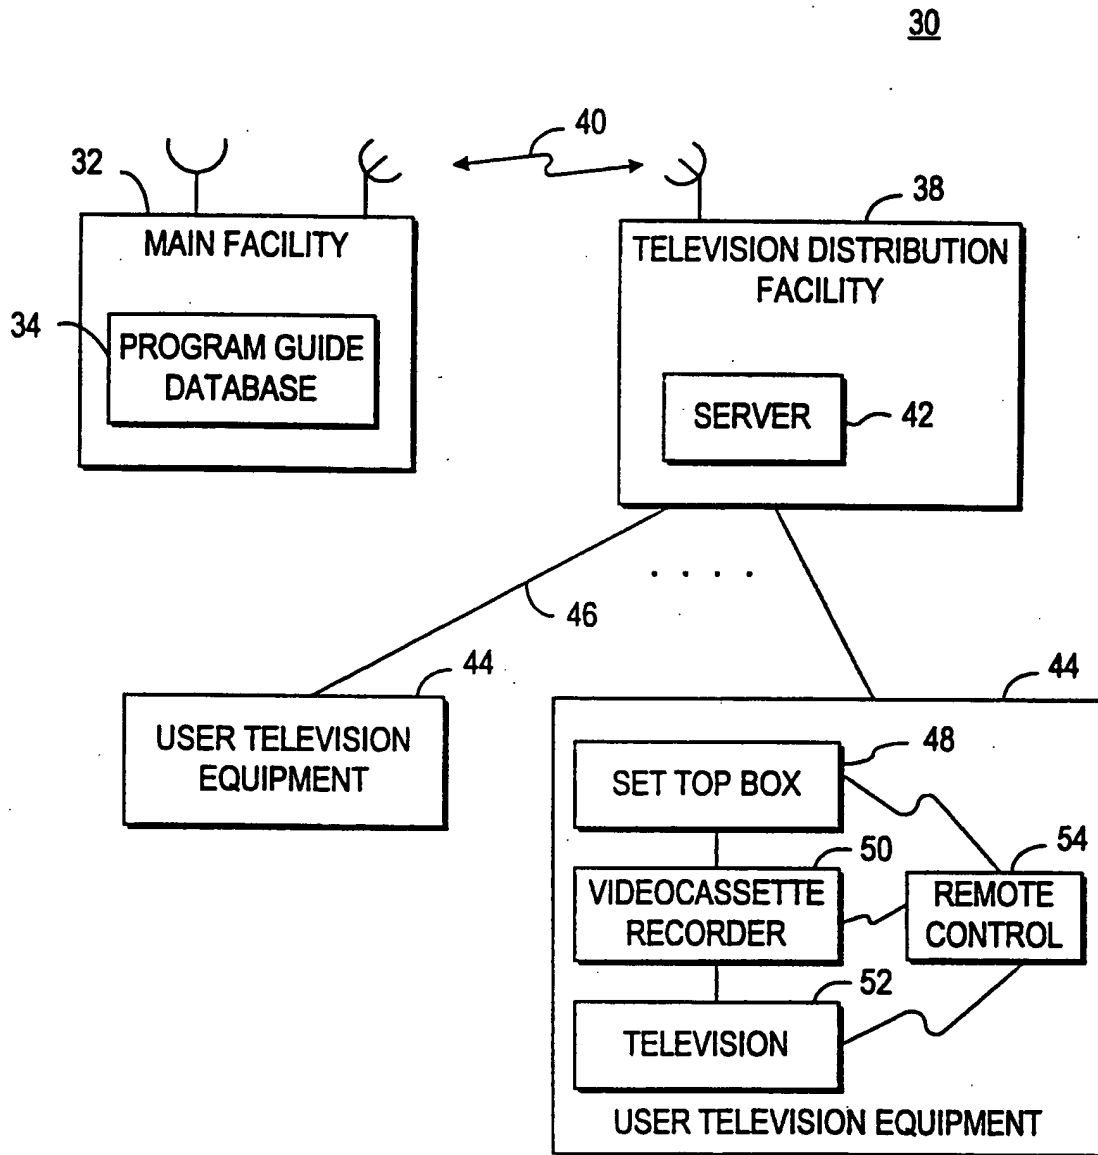 30
40
32
38
MAIN FACILITY
TELEVISION DISTRIBUTION
FACILITY
34
PROGRAM GUIDE
DATABASE
SERVER
42
. . . .
46
44
44
USER TELEVISION
EQUIPMENT
48
SET TOP BOX
50
54
VIDEOCASSETTE
RECORDER
REMOTE
CONTROL
52
TELEVISION
USER TELEVISION EQUIPMENT